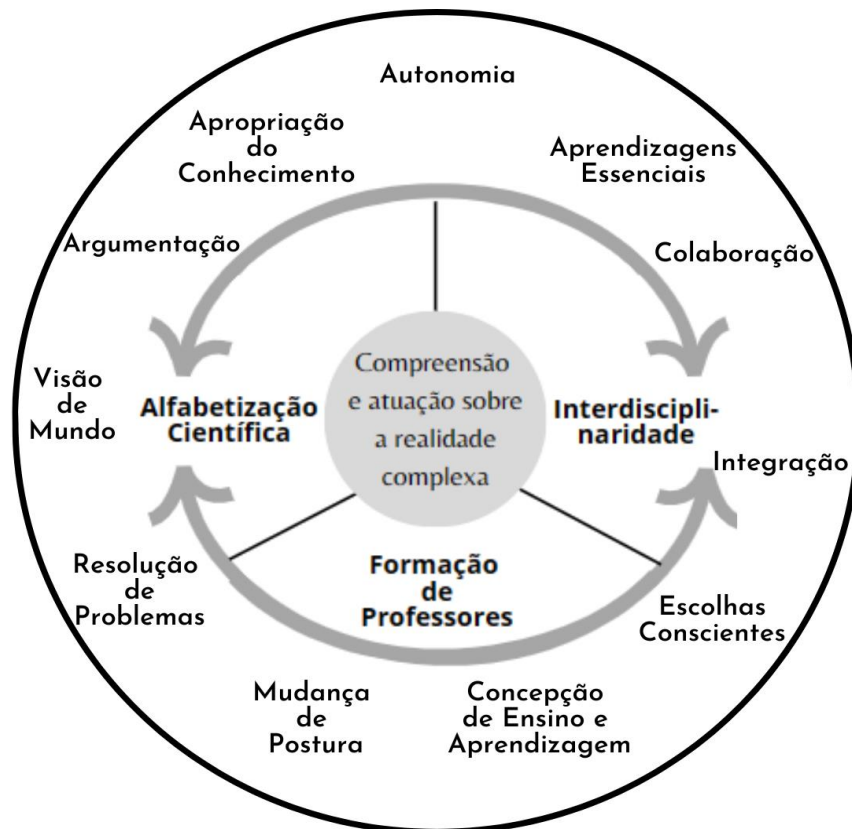 Autonomia
Apropriação
do
Conhecimento
Aprendizagens
Essenciais
Argumentação
Colaboração
Compreensão
e atuação sobre
a realidade
complexa
Visão
de
Mundo
Alfabetização
Científica
Interdiscipli-
naridade
Integração
Resolução
de
Problemas
Formação
de
Professores
Escolhas
Conscientes
Mudança
de
Postura
Concepção
de Ensino e
Aprendizagem